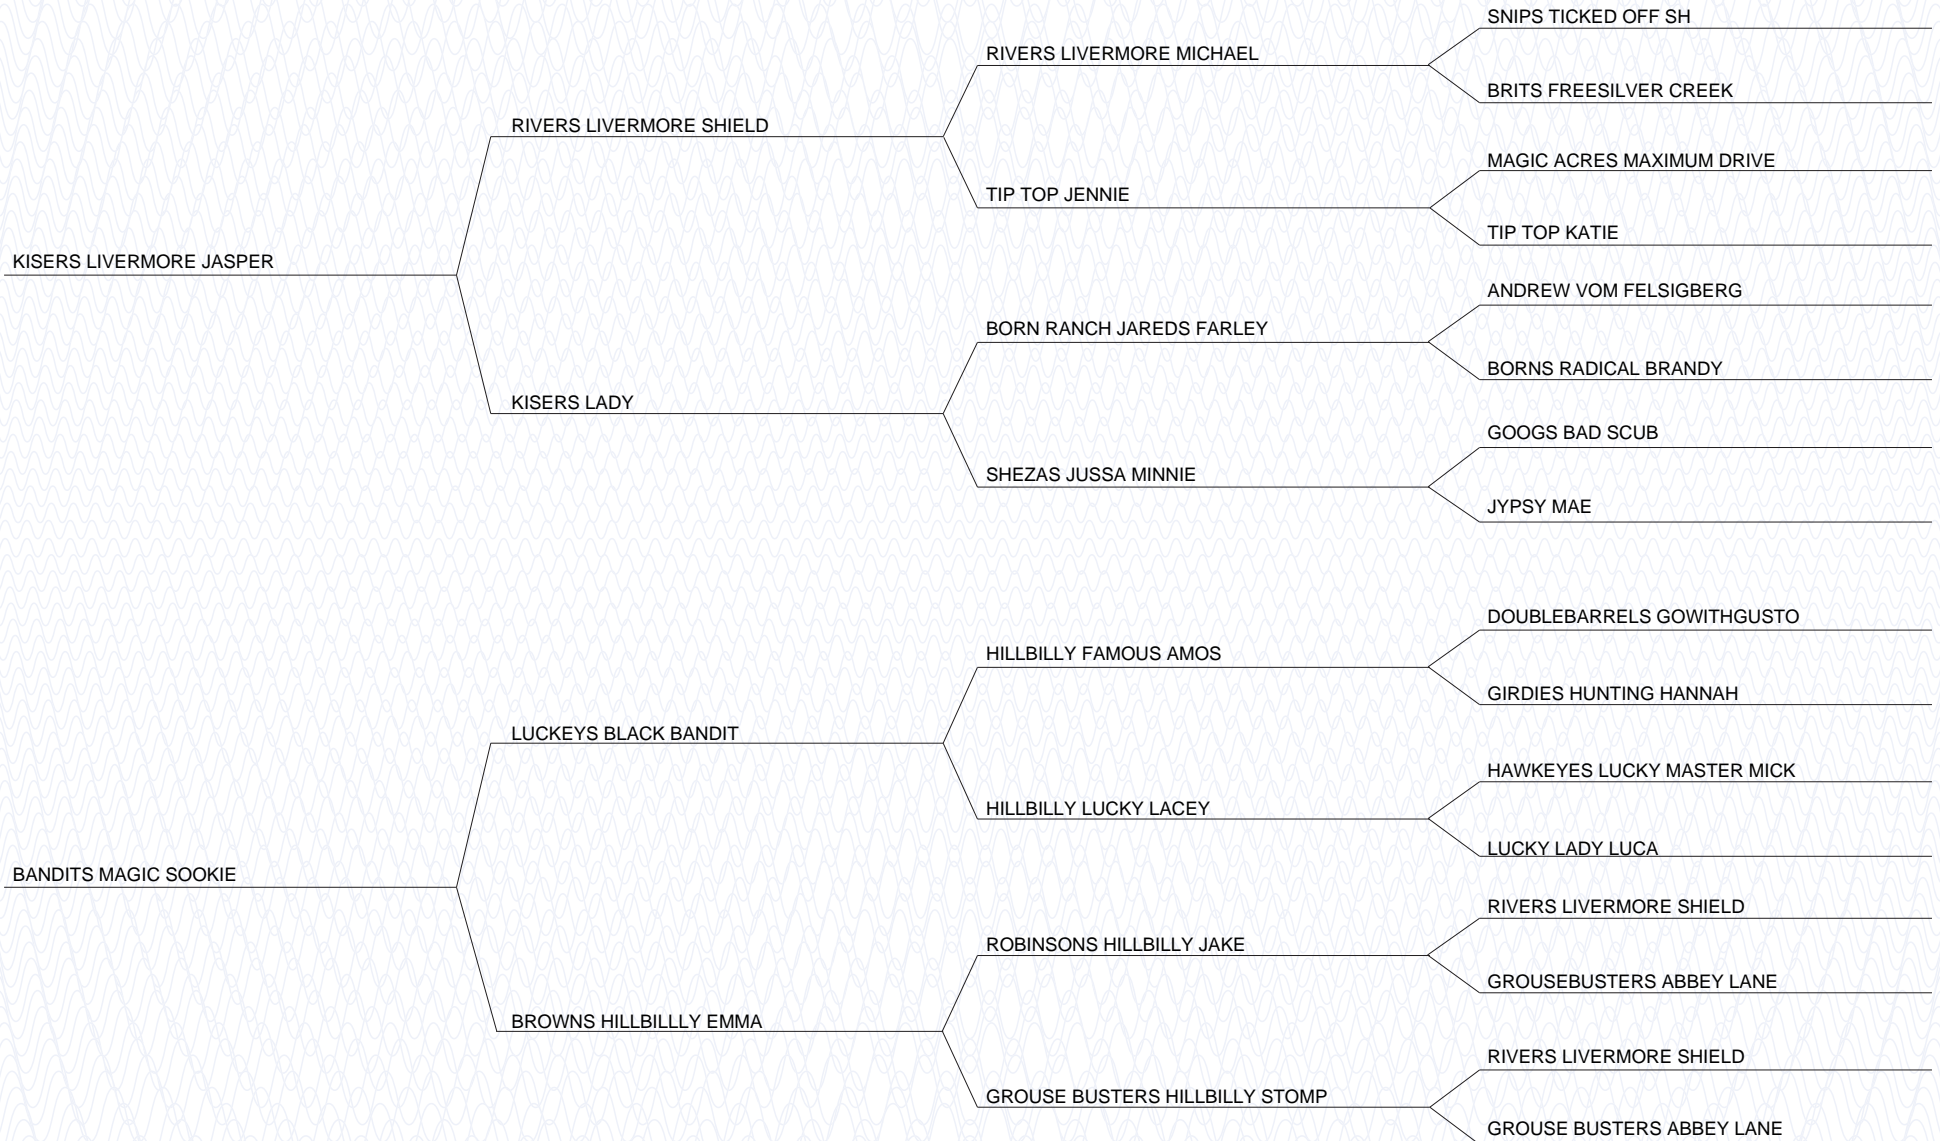 SNIPS TICKED OFF SH
RIVERS LIVERMORE MICHAEL
BRITS FREESILVER CREEK
RIVERS LIVERMORE SHIELD
MAGIC ACRES MAXIMUM DRIVE
TIP TOP JENNIE
TIP TOP KATIE
KISERS LIVERMORE JASPER
ANDREW VOM FELSIGBERG
BORN RANCH JAREDS FARLEY
BORNS RADICAL BRANDY
KISERS LADY
GOOGS BAD SCUB
SHEZAS JUSSA MINNIE
JYPSY MAE
DOUBLEBARRELS GOWITHGUSTO
HILLBILLY FAMOUS AMOS
GIRDIES HUNTING HANNAH
LUCKEYS BLACK BANDIT
HAWKEYES LUCKY MASTER MICK
HILLBILLY LUCKY LACEY
LUCKY LADY LUCA
BANDITS MAGIC SOOKIE
RIVERS LIVERMORE SHIELD
ROBINSONS HILLBILLY JAKE
GROUSEBUSTERS ABBEY LANE
BROWNS HILLBILLLY EMMA
RIVERS LIVERMORE SHIELD
GROUSE BUSTERS HILLBILLY STOMP
GROUSE BUSTERS ABBEY LANE